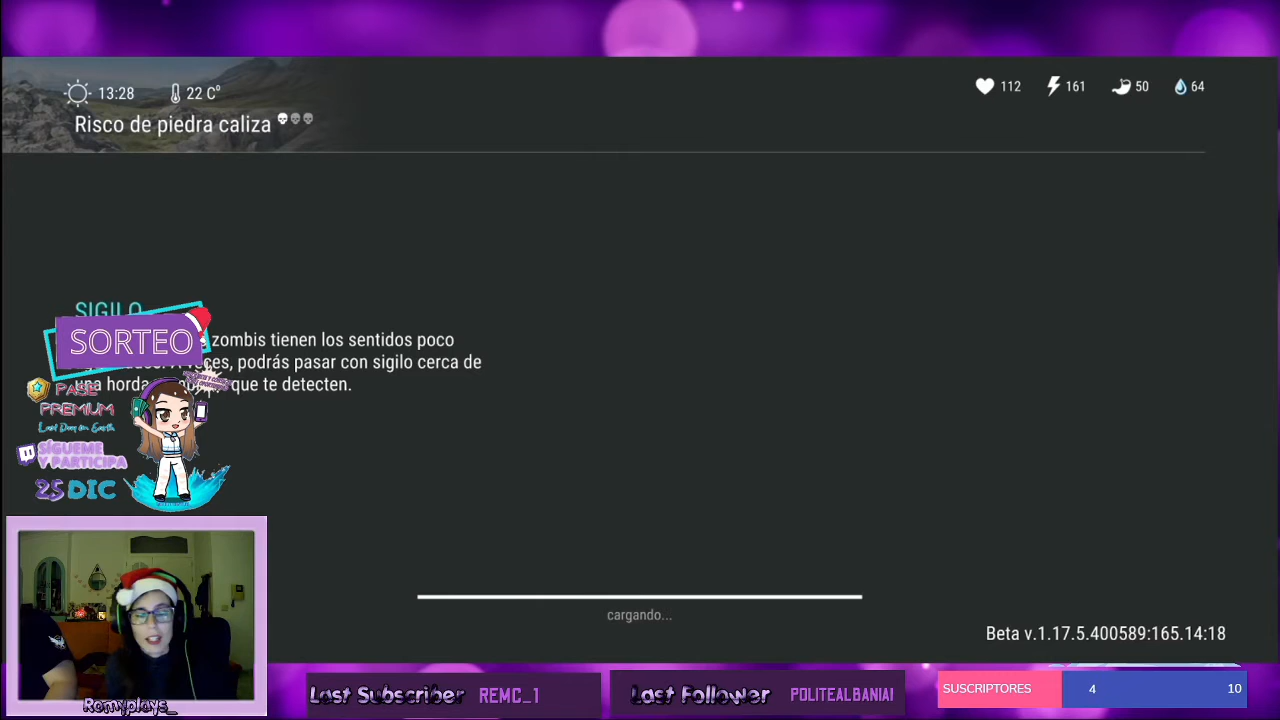 13:28
22 C°
112
161
50
64
Risco de piedra caliza
SIGILO
SORTEO
zombis tienen los sentidos poco
veces, podrás pasar con sigilo cerca de
una horda que te detecten.
PASE
PREMIUM
Last Day on Earth
SÍGUEME
Y PARTICIPA
25 DIC
cargando...
Beta v.1.17.5.400589:165.14:18
Romyplays_
Last Subscriber REMC_1
Last Follower POLITEALBANIA1
SUSCRIPTORES 4 10